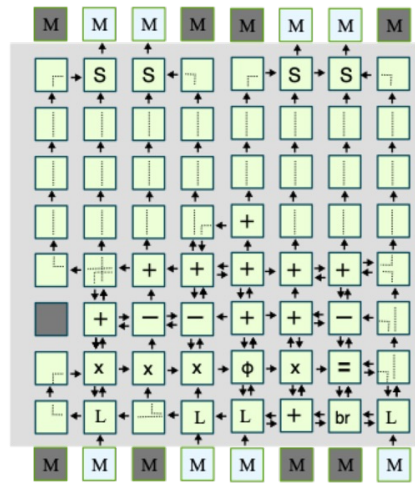 M M M M M M M M
S S S S
+
+ + + + +
+ − − + + −
x x x ɸ x =
L L L + br L
M M M M M M M M